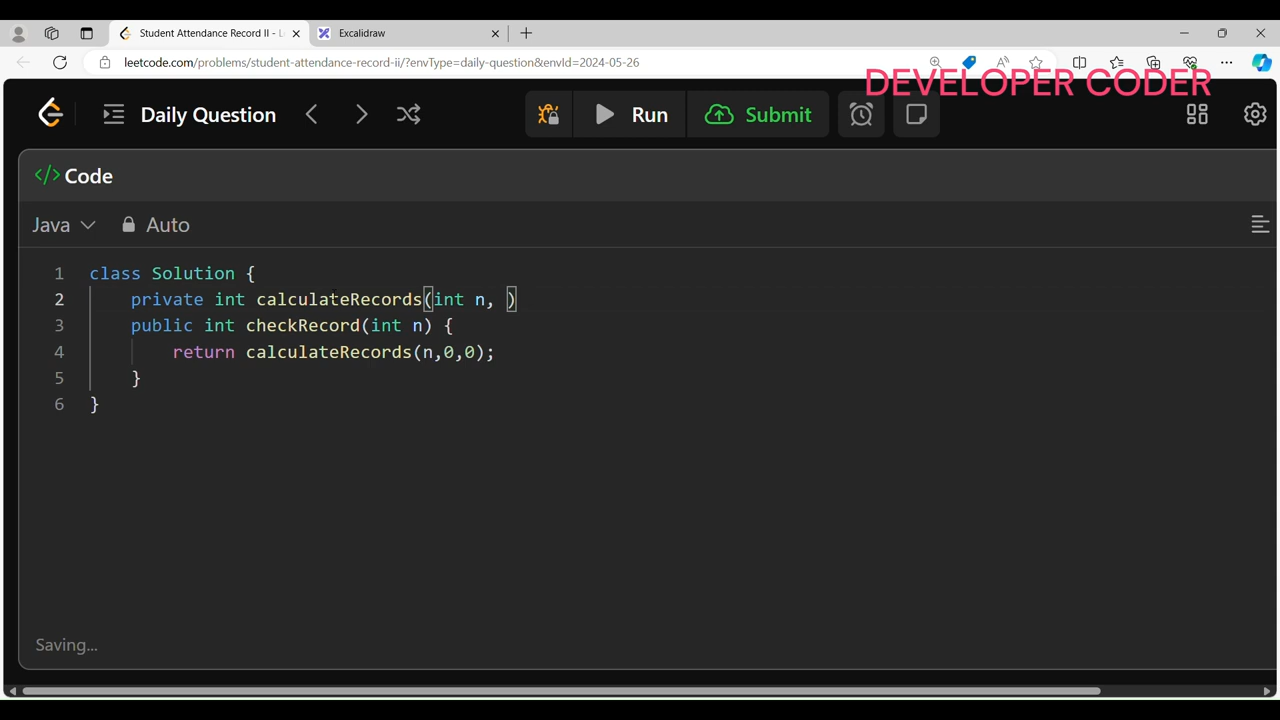 Student Attendance Record II - L
Excalidraw
leetcode.com/problems/student-attendance-record-ii/?envType=daily-question&envId=2024-05-26
DEVELOPER CODER
Daily Question
Run
Submit
</> Code
Java
Auto
1 class Solution {
2 private int calculateRecords(int n, )
3 public int checkRecord(int n) {
4 return calculateRecords(n,0,0);
5 }
6 }
Saving...